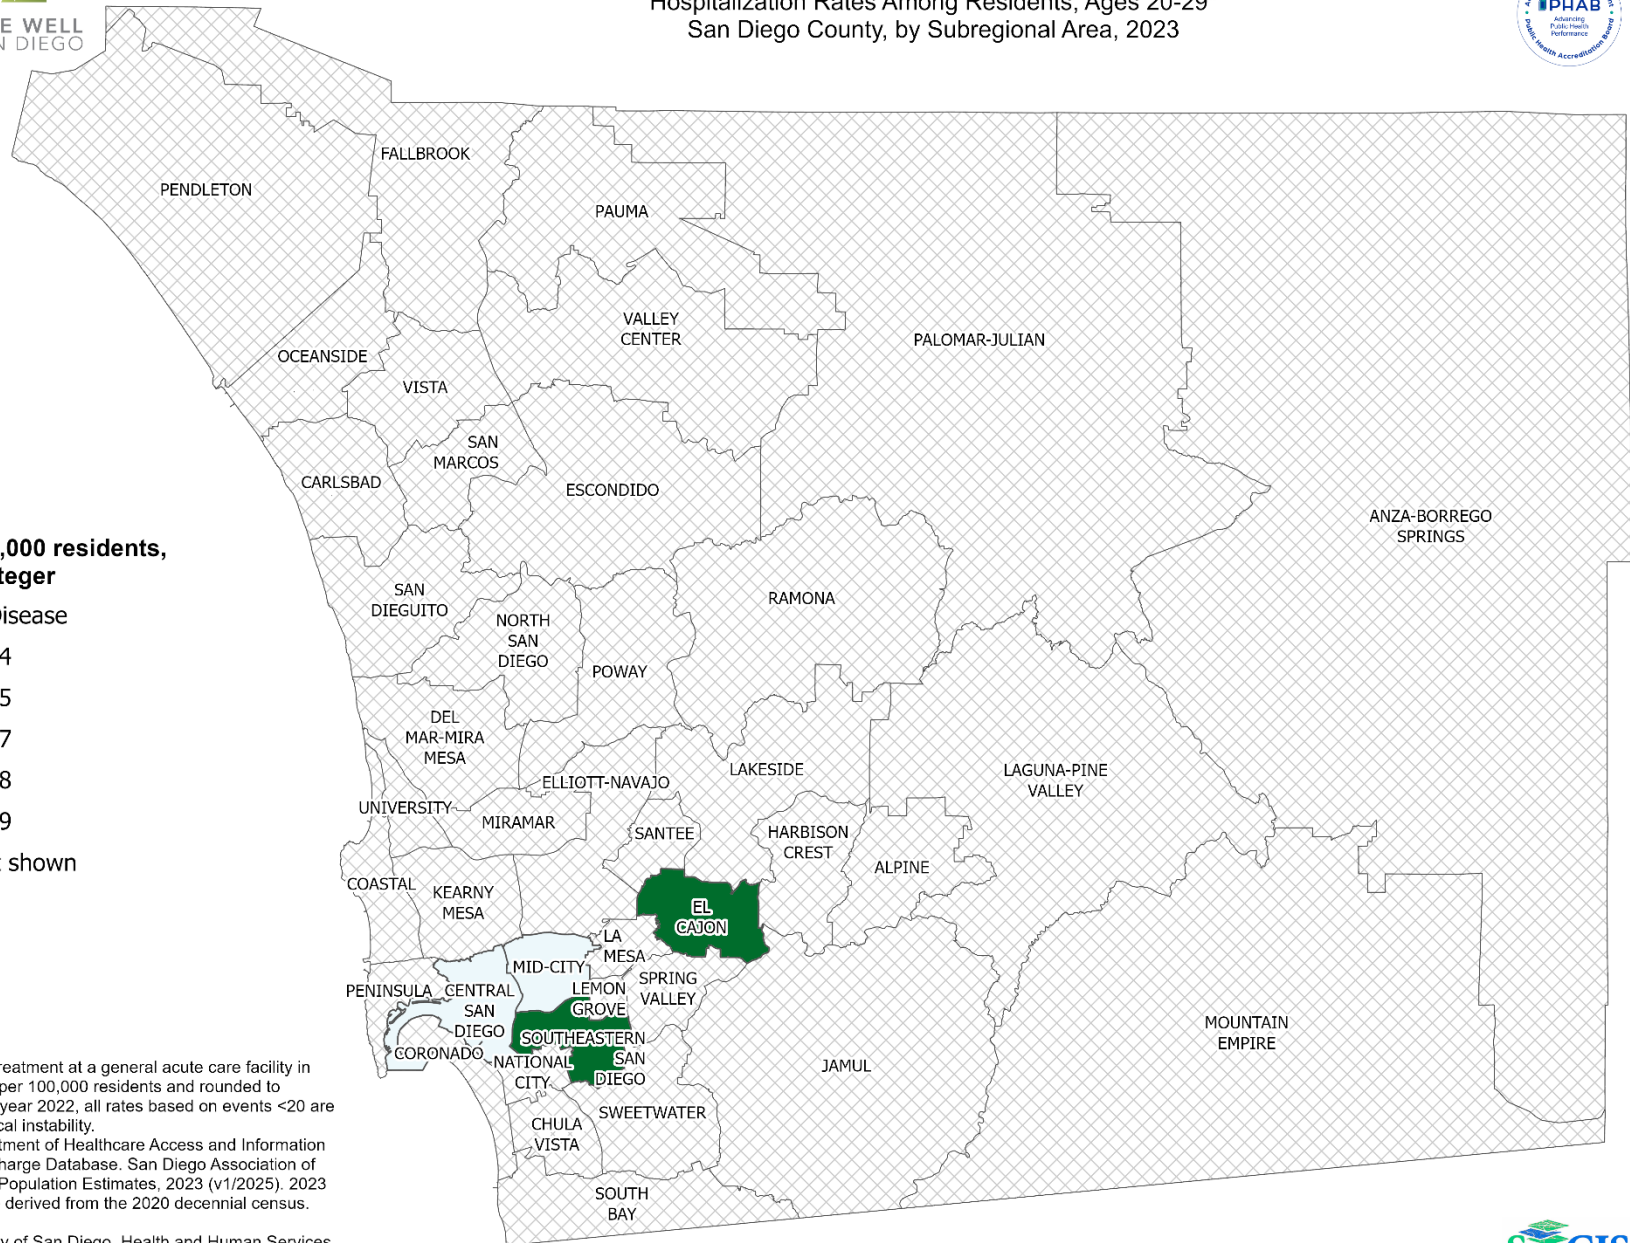 E WELL
N DIEGO
Hospitalization Rates Among Residents, Ages 20-29
San Diego County, by Subregional Area, 2023
PHAB
Advancing
Public Health
Performance
Public Health Accreditation Board
FALLBROOK
PENDLETON
PAUMA
VALLEY
CENTER
PALOMAR-JULIAN
OCEANSIDE
VISTA
SAN
MARCOS
CARLSBAD
ESCONDIDO
ANZA-BORREGO
SPRINGS
,000 residents,
teger
Disease
4
5
7
8
9
t shown
SAN
DIEGUITO
NORTH
SAN
DIEGO
RAMONA
POWAY
DEL
MAR-MIRA
MESA
ELLIOTT-NAVAJO
LAKESIDE
LAGUNA-PINE
VALLEY
UNIVERSITY
MIRAMAR
SANTEE
HARBISON
CREST
ALPINE
COASTAL
KEARNY
MESA
EL
CAJON
LA
MESA
MID-CITY
SPRING
VALLEY
PENINSULA
CENTRAL
SAN
DIEGO
LEMON
GROVE
CORONADO
SOUTHEASTERN
SAN
DIEGO
NATIONAL
CITY
MOUNTAIN
EMPIRE
JAMUL
SWEETWATER
CHULA
VISTA
SOUTH
BAY
reatment at a general acute care facility in
per 100,000 residents and rounded to
year 2022, all rates based on events <20 are
cal instability.
tment of Healthcare Access and Information
harge Database. San Diego Association of
Population Estimates, 2023 (v1/2025). 2023
derived from the 2020 decennial census.
y of San Diego, Health and Human Services